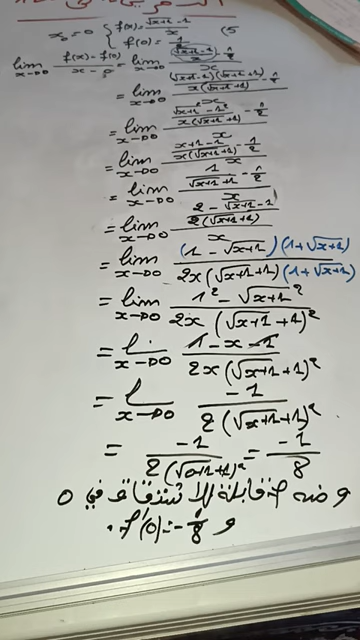 x₀=0 { f(x)=(√(x+1) -1)/x (5
f(0)=1/2
lim x→0 (f(x)-f(0))/(x-0) = lim x→0 ((√(x+1) -1)/x - 1/2)/x
= lim x→0 ((√(x+1)-1)(√(x+1)+1)/(x(√(x+1)+1)) - 1/2)/x
= lim x→0 ((√(x+1)² -1²)/(x(√(x+1)+1)) - 1/2)/x
= lim x→0 ((x+1-1)/(x(√(x+1)+1)) - 1/2)/x
= lim x→0 (1/(√(x+1)+1) - 1/2)/x
= lim x→0 ((2-√(x+1)-1)/(2(√(x+1)+1)))/x
= lim x→0 (1-√(x+1))(1+√(x+1))/(2x(√(x+1)+1)(1+√(x+1)))
= lim x→0 (1²-√(x+1)²)/(2x(√(x+1)+1)²)
= li x→0 (1-x-1)/(2x(√(x+1)+1)²)
= l x→0 -1/(2(√(x+1)+1)²)
= -1/(2(√(0+1)+1)²) = -1/8
ومنه f قابلة للاشتقاق في 0
و f'(0)=-1/8